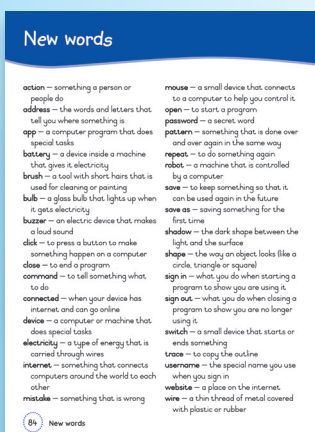 New words
action – something a person or
people do
address – the words and letters that
tell you where something is
app – a computer program that does
special tasks
battery – a device inside a machine
that gives it electricity
brush – a tool with short hairs that is
used for cleaning or painting
bulb – a glass bulb that lights up when
it gets electricity
buzzer – an electric device that makes
a loud sound
click – to press a button to make
something happen on a computer
close – to end a program
command – to tell something what
to do
connected – when your device has
internet and can go online
device – a computer or machine that
does special tasks
electricity – a type of energy that is
carried through wires
internet – something that connects
computers around the world to each
other
mistake – something that is wrong
mouse – a small device that connects
to a computer to help you control it
open – to start a program
password – a secret word
pattern – something that is done over
and over again in the same way
repeat – to do something again
robot – a machine that is controlled
by a computer
save – to keep something so that it
can be used again in the future
save as – saving something for the
first time
shadow – the dark shape between the
light and the surface
shape – the way an object looks (like a
circle, triangle or square)
sign in – what you do when starting a
program to show you are using it
sign out – what you do when closing a
program to show you are no longer
using it
switch – a small device that starts or
ends something
trace – to copy the outline
username – the special name you use
when you sign in
website – a place on the internet
wire – a thin thread of metal covered
with plastic or rubber
84 New words